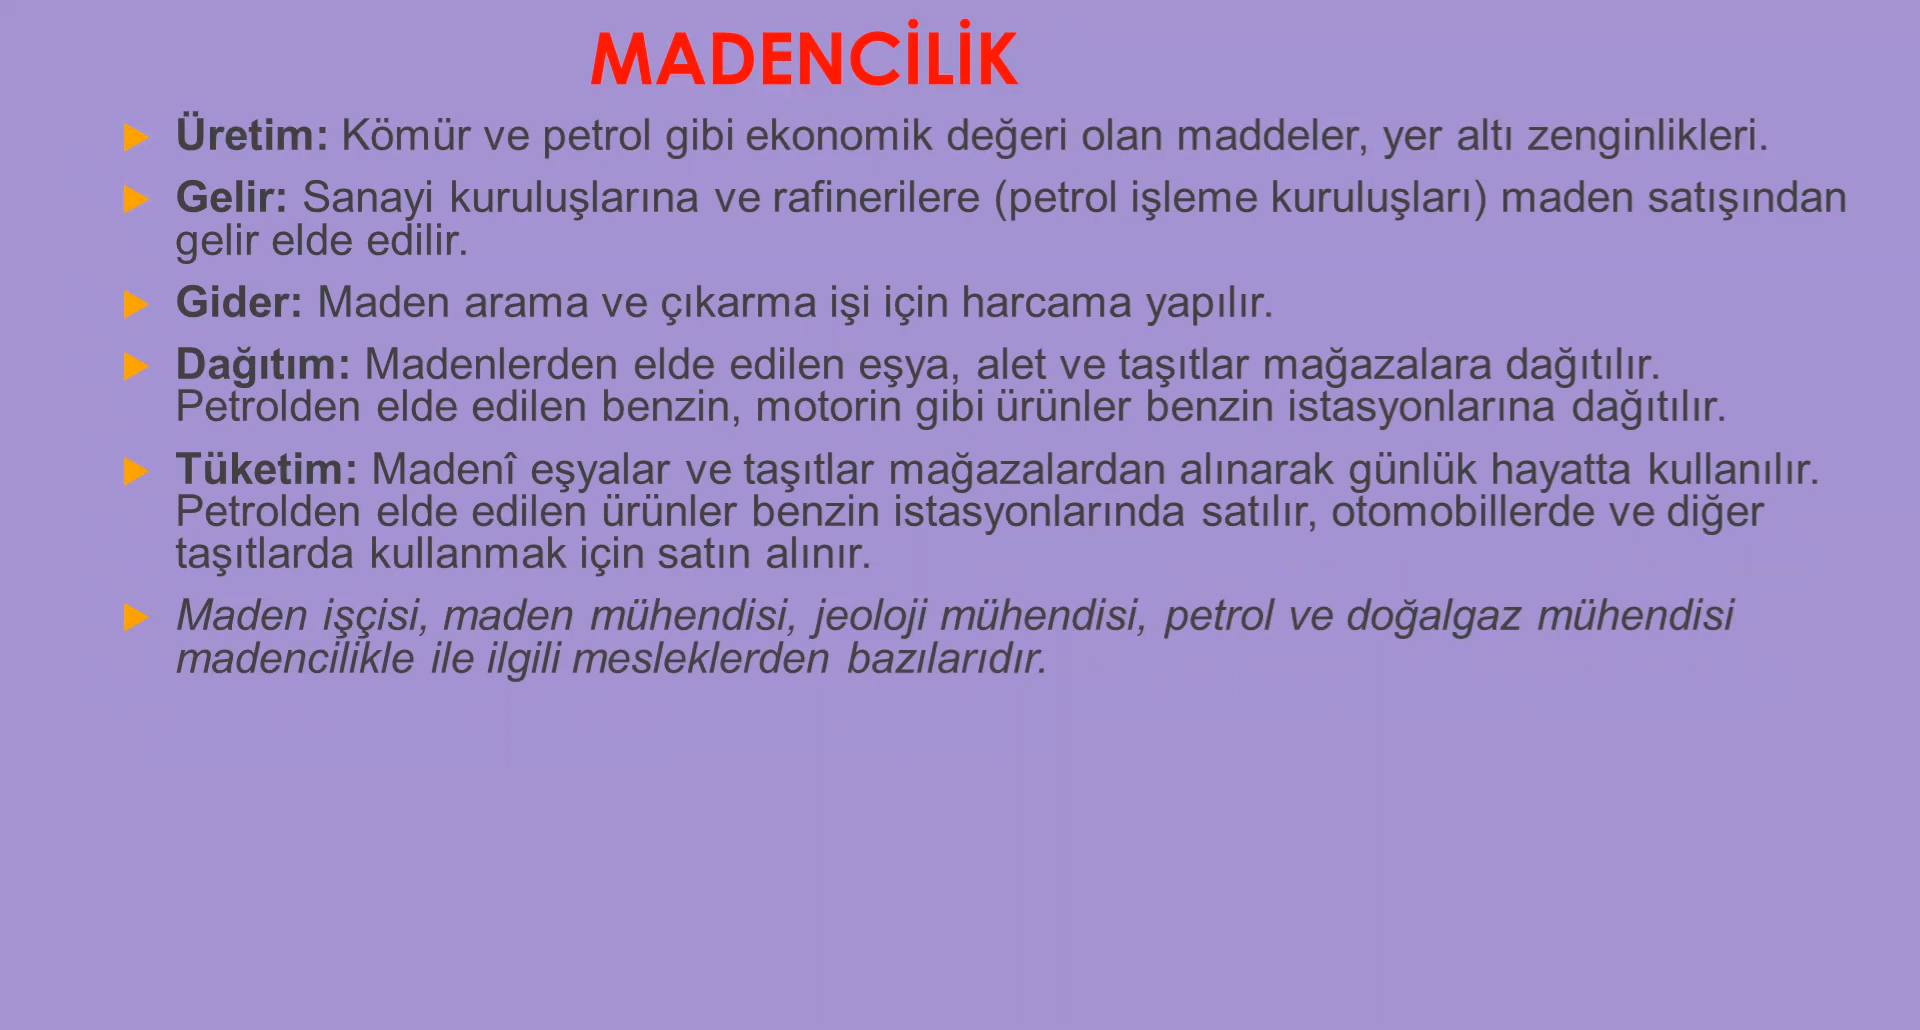 MADENCİLİK
Üretim: Kömür ve petrol gibi ekonomik değeri olan maddeler, yer altı zenginlikleri.
Gelir: Sanayi kuruluşlarına ve rafinerilere (petrol işleme kuruluşları) maden satışından
gelir elde edilir.
Gider: Maden arama ve çıkarma işi için harcama yapılır.
Dağıtım: Madenlerden elde edilen eşya, alet ve taşıtlar mağazalara dağıtılır.
Petrolden elde edilen benzin, motorin gibi ürünler benzin istasyonlarına dağıtılır.
Tüketim: Madenî eşyalar ve taşıtlar mağazalardan alınarak günlük hayatta kullanılır.
Petrolden elde edilen ürünler benzin istasyonlarında satılır, otomobillerde ve diğer
taşıtlarda kullanmak için satın alınır.
Maden işçisi, maden mühendisi, jeoloji mühendisi, petrol ve doğalgaz mühendisi
madencilikle ile ilgili mesleklerden bazılarıdır.